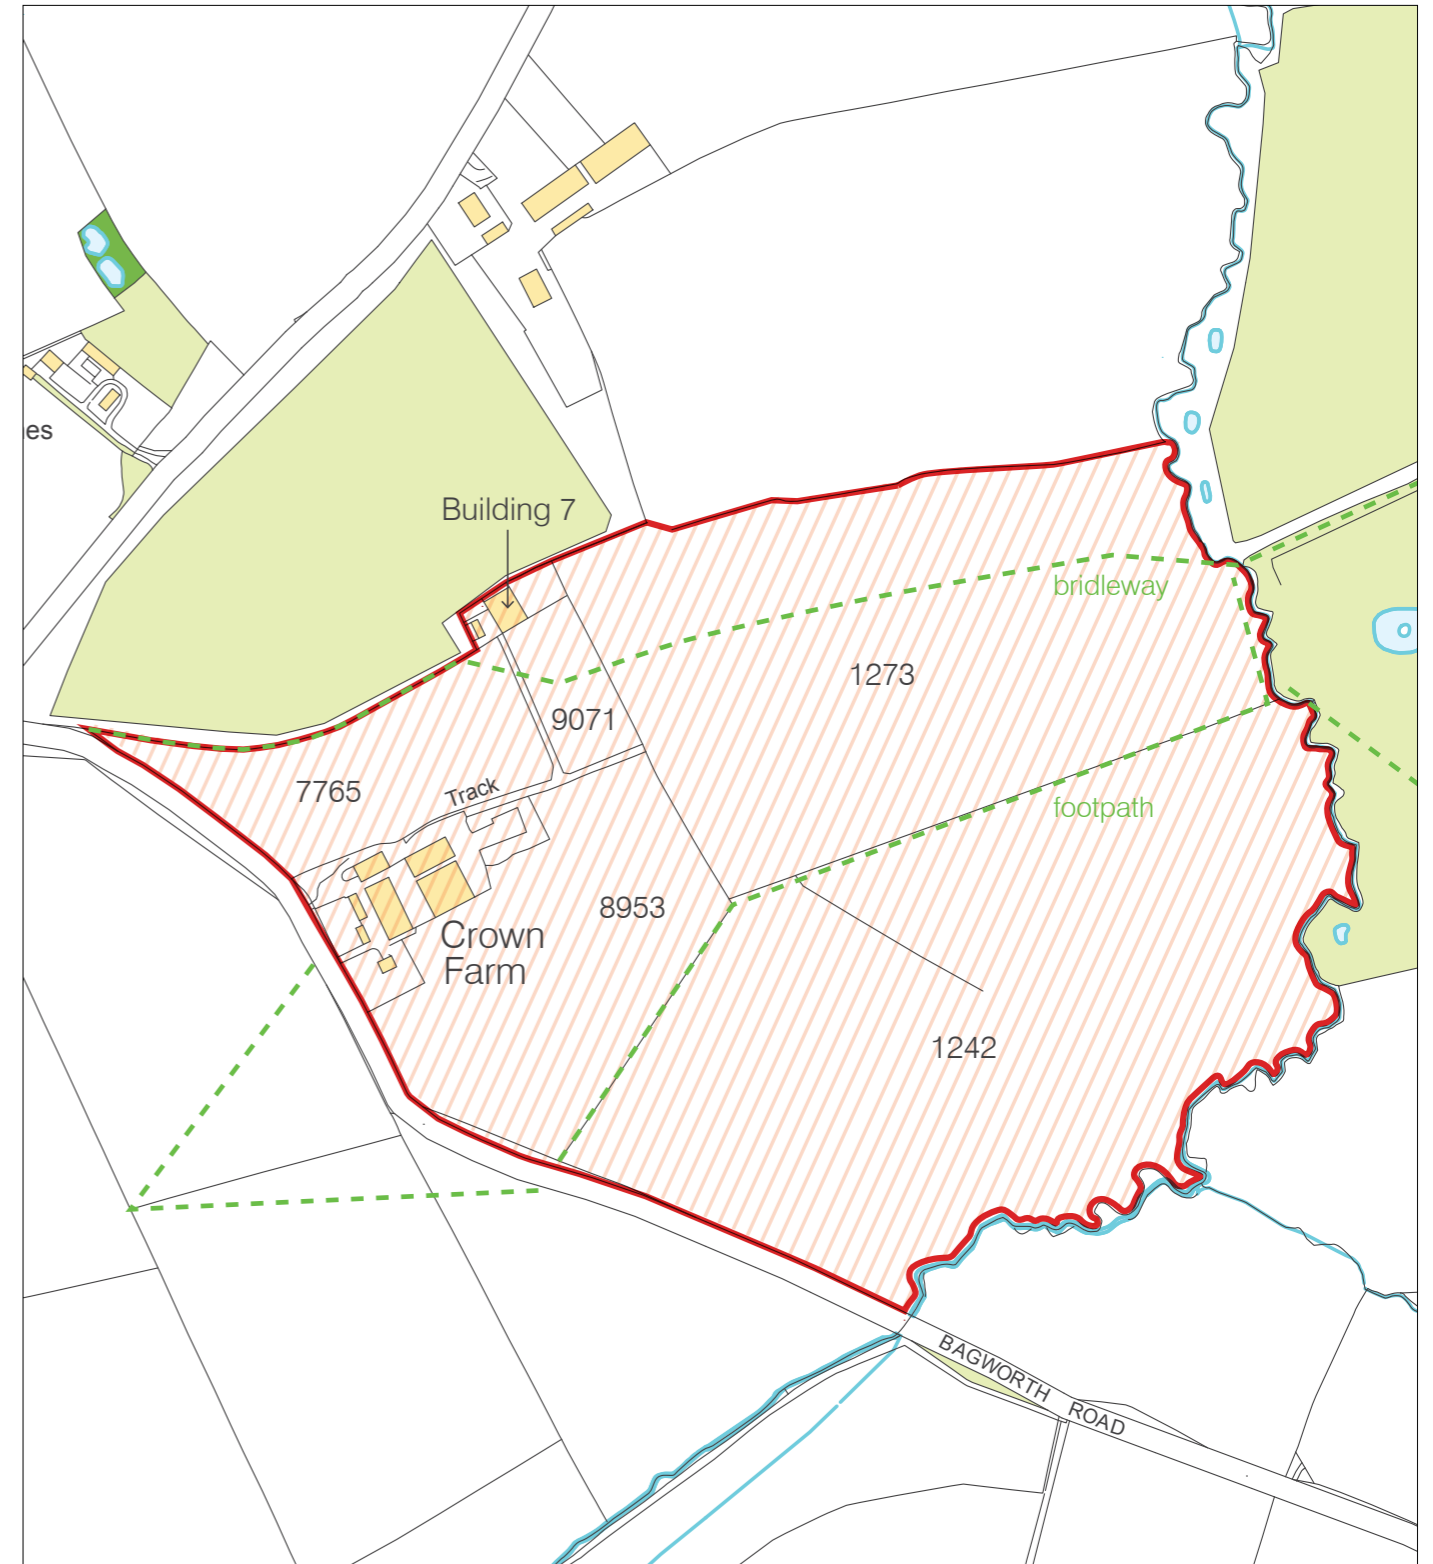 es
Building 7
bridleway
1273
9071
7765
Track
footpath
8953
Crown
Farm
1242
BAGWORTH ROAD